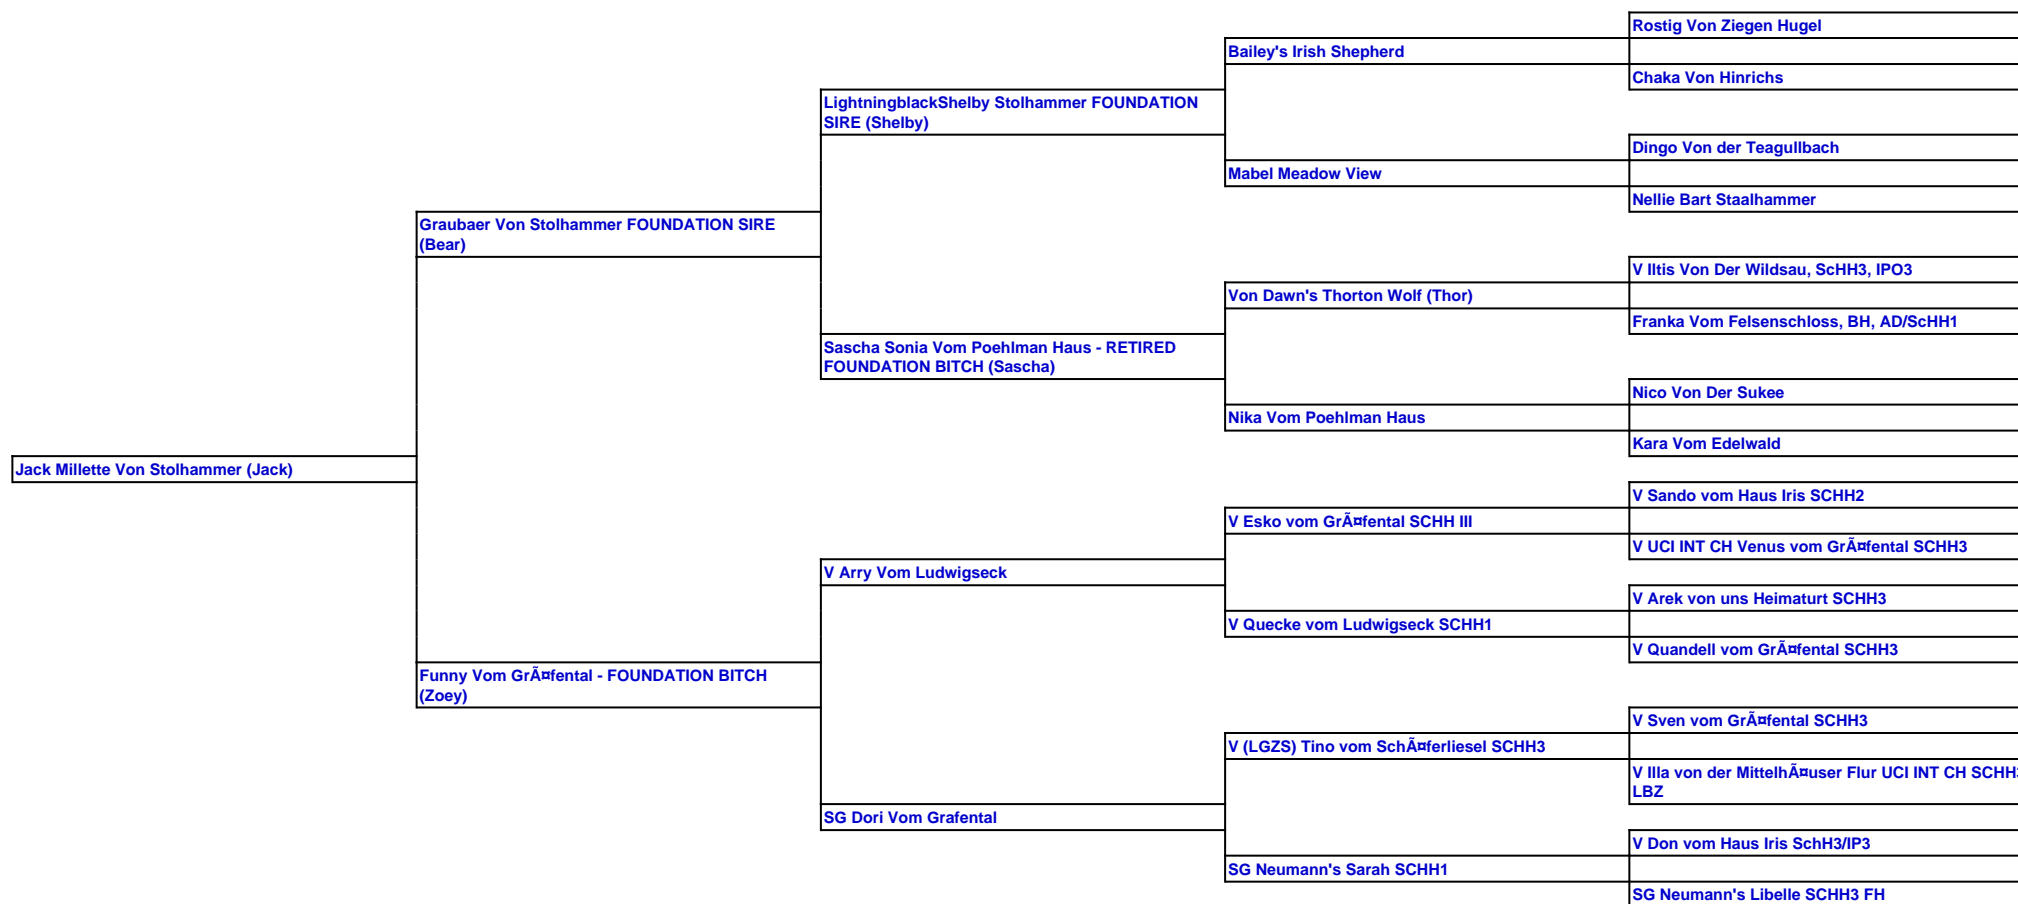 Rostig Von Ziegen Hugel
Bailey's Irish Shepherd
Chaka Von Hinrichs
LightningblackShelby Stolhammer FOUNDATION
SIRE (Shelby)
Dingo Von der Teagullbach
Mabel Meadow View
Nellie Bart Staalhammer
Graubaer Von Stolhammer FOUNDATION SIRE
(Bear)
V Iltis Von Der Wildsau, ScHH3, IPO3
Von Dawn's Thorton Wolf (Thor)
Franka Vom Felsenschloss, BH, AD/ScHH1
Sascha Sonia Vom Poehlman Haus - RETIRED
FOUNDATION BITCH (Sascha)
Nico Von Der Sukee
Nika Vom Poehlman Haus
Kara Vom Edelwald
Jack Millette Von Stolhammer (Jack)
V Sando vom Haus Iris SCHH2
V Esko vom GrÃ¤fental SCHH III
V UCI INT CH Venus vom GrÃ¤fental SCHH3
V Arry Vom Ludwigseck
V Arek von uns Heimaturt SCHH3
V Quecke vom Ludwigseck SCHH1
V Quandell vom GrÃ¤fental SCHH3
Funny Vom GrÃ¤fental - FOUNDATION BITCH
(Zoey)
V Sven vom GrÃ¤fental SCHH3
V (LGZS) Tino vom SchÃ¤ferliesel SCHH3
V Illa von der MittelhÃ¤user Flur UCI INT CH SCHH3
LBZ
SG Dori Vom Grafental
V Don vom Haus Iris SchH3/IP3
SG Neumann's Sarah SCHH1
SG Neumann's Libelle SCHH3 FH